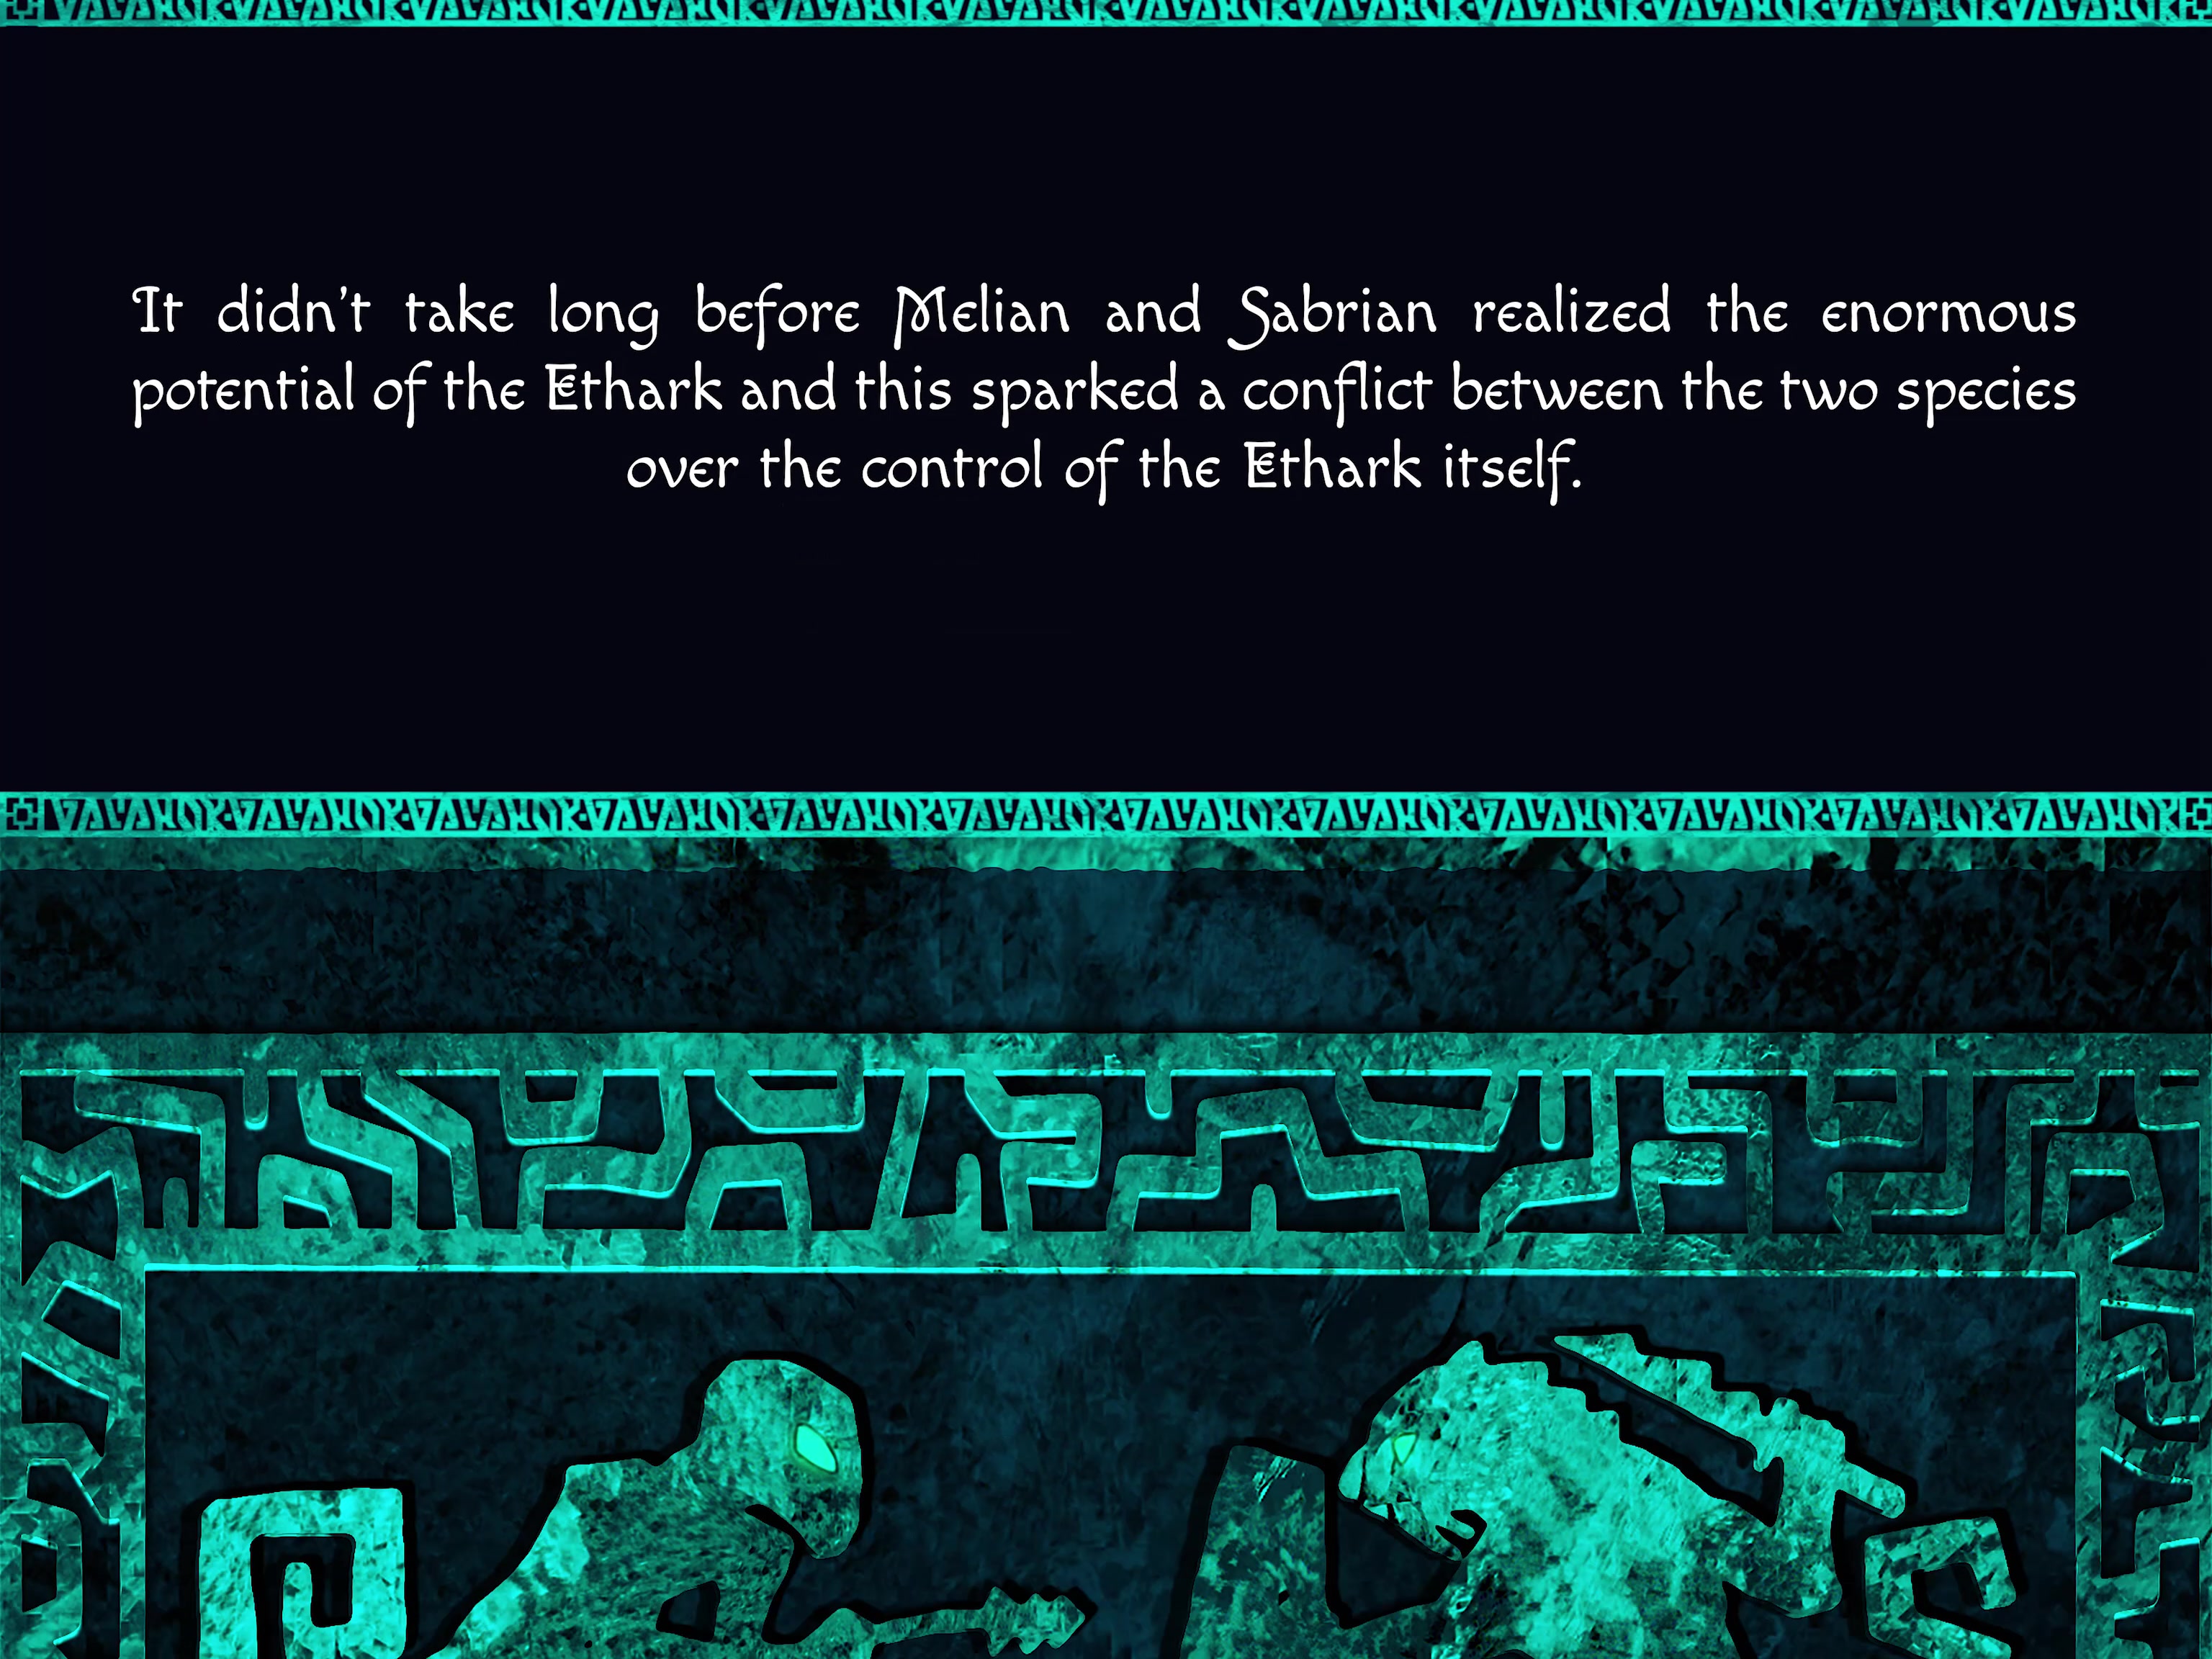 It didn't take long before Melian and Sabrian realized the enormous
potential of the Ethark and this sparked a conflict between the two species
over the control of the Ethark itself.